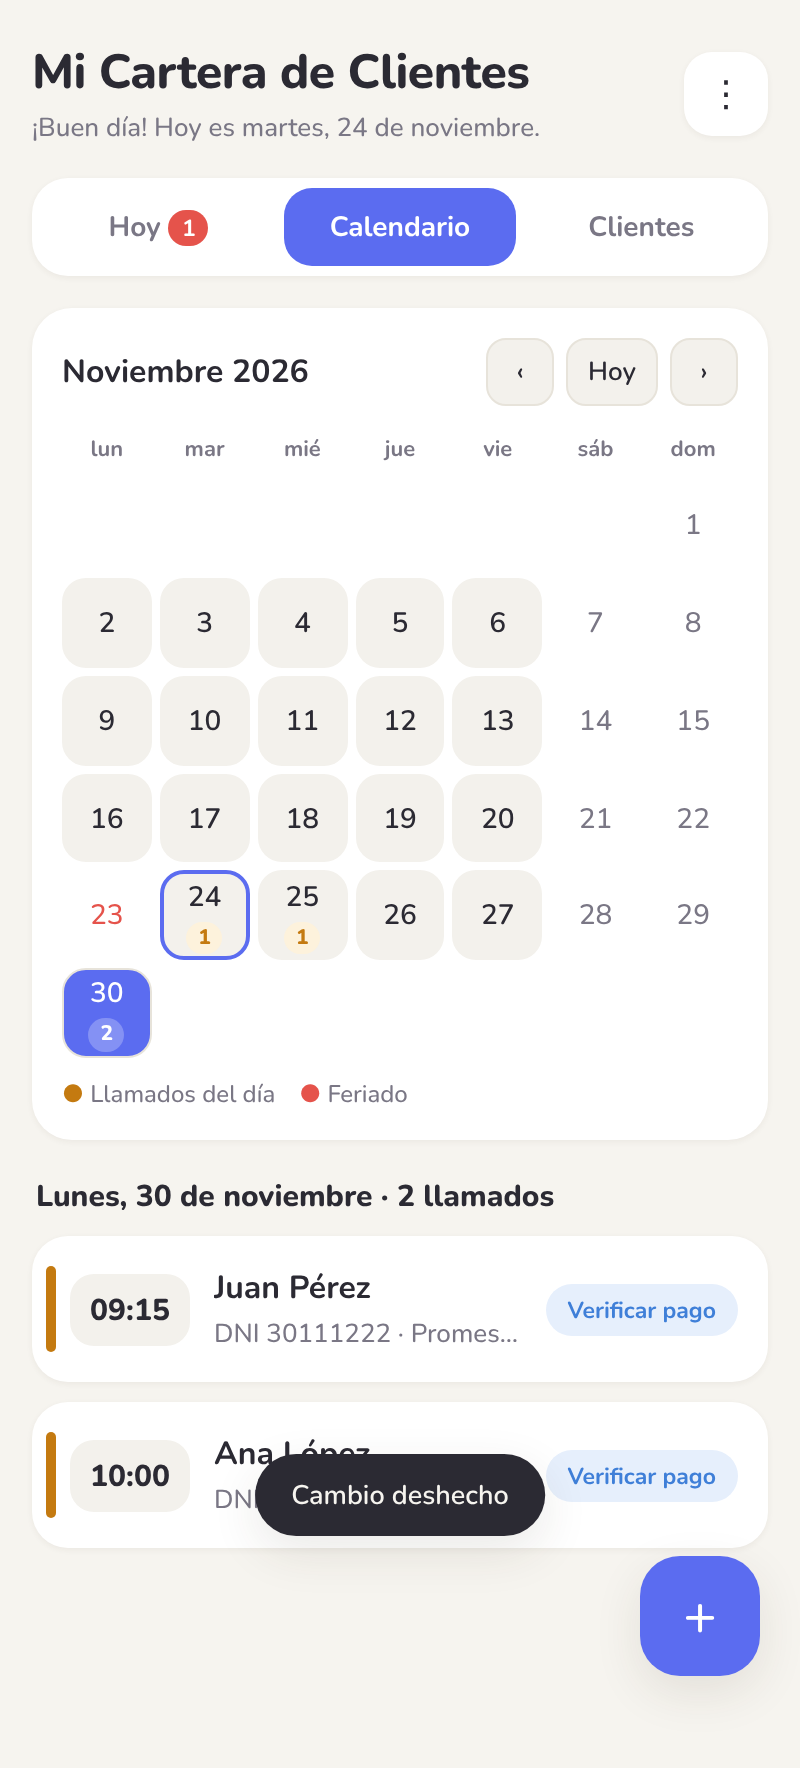 Mi Cartera de Clientes
¡Buen día! Hoy es martes, 24 de noviembre.
Hoy 1 Calendario Clientes
Noviembre 2026 ‹ Hoy ›
lun mar mié jue vie sáb dom
1
2 3 4 5 6 7 8
9 10 11 12 13 14 15
16 17 18 19 20 21 22
23 24 25 26 27 28 29
1 1
30
2
Llamados del día Feriado
Lunes, 30 de noviembre · 2 llamados
09:15 Juan Pérez Verificar pago
DNI 30111222 · Promes...
10:00 Ana López Verificar pago
DNI
Cambio deshecho
+